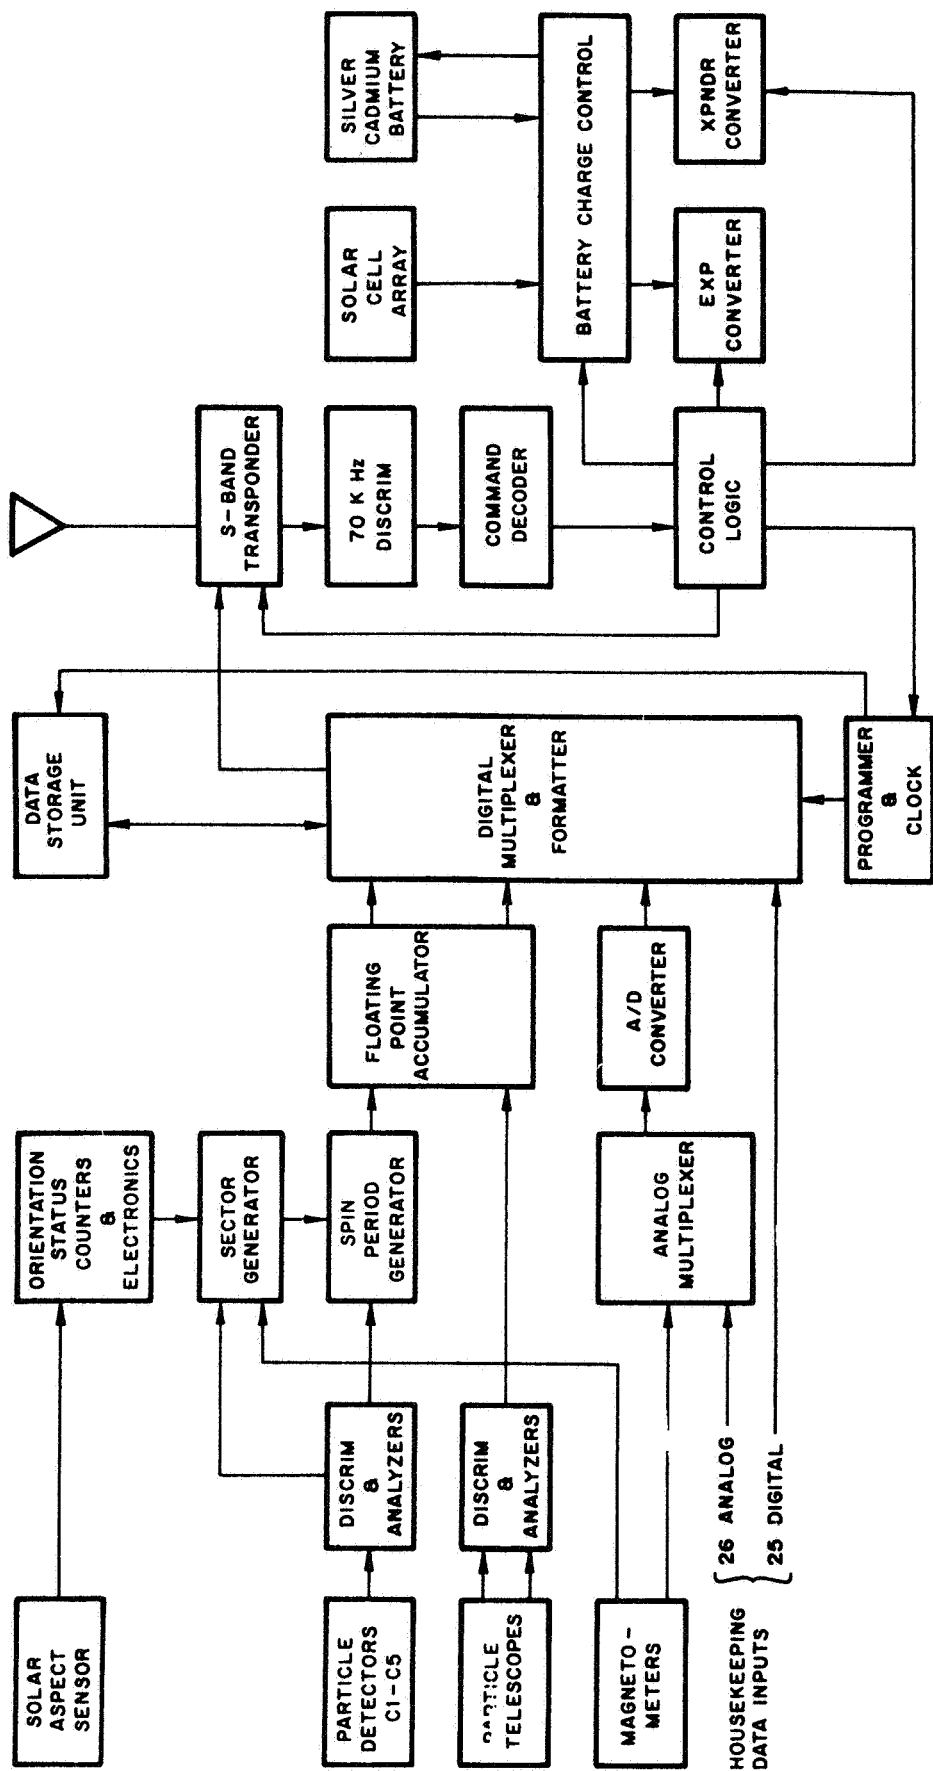 SOLAR
ASPECT
SENSOR
ORIENTATION
STATUS
COUNTERS
&
ELECTRONICS
DATA
STORAGE
UNIT
SECTOR
GENERATOR
S-BAND
TRANSPONDER
PARTICLE
DETECTORS
C1-C5
DISCRIM
&
ANALYZERS
SPIN
PERIOD
GENERATOR
FLOATING
POINT
ACCUMULATOR
DIGITAL
MULTIPLEXER
&
FORMATTER
70 K Hz
DISCRIM
SOLAR
CELL
ARRAY
SILVER
CADMIUM
BATTERY
PARTICLE
TELESCOPES
DISCRIM
&
ANALYZERS
COMMAND
DECODER
BATTERY CHARGE CONTROL
MAGNETO-
METERS
ANALOG
MULTIPLEXER
A/D
CONVERTER
CONTROL
LOGIC
EXP
CONVERTER
XPNDR
CONVERTER
HOUSEKEEPING
DATA INPUTS
26 ANALOG
25 DIGITAL
PROGRAMMER
&
CLOCK